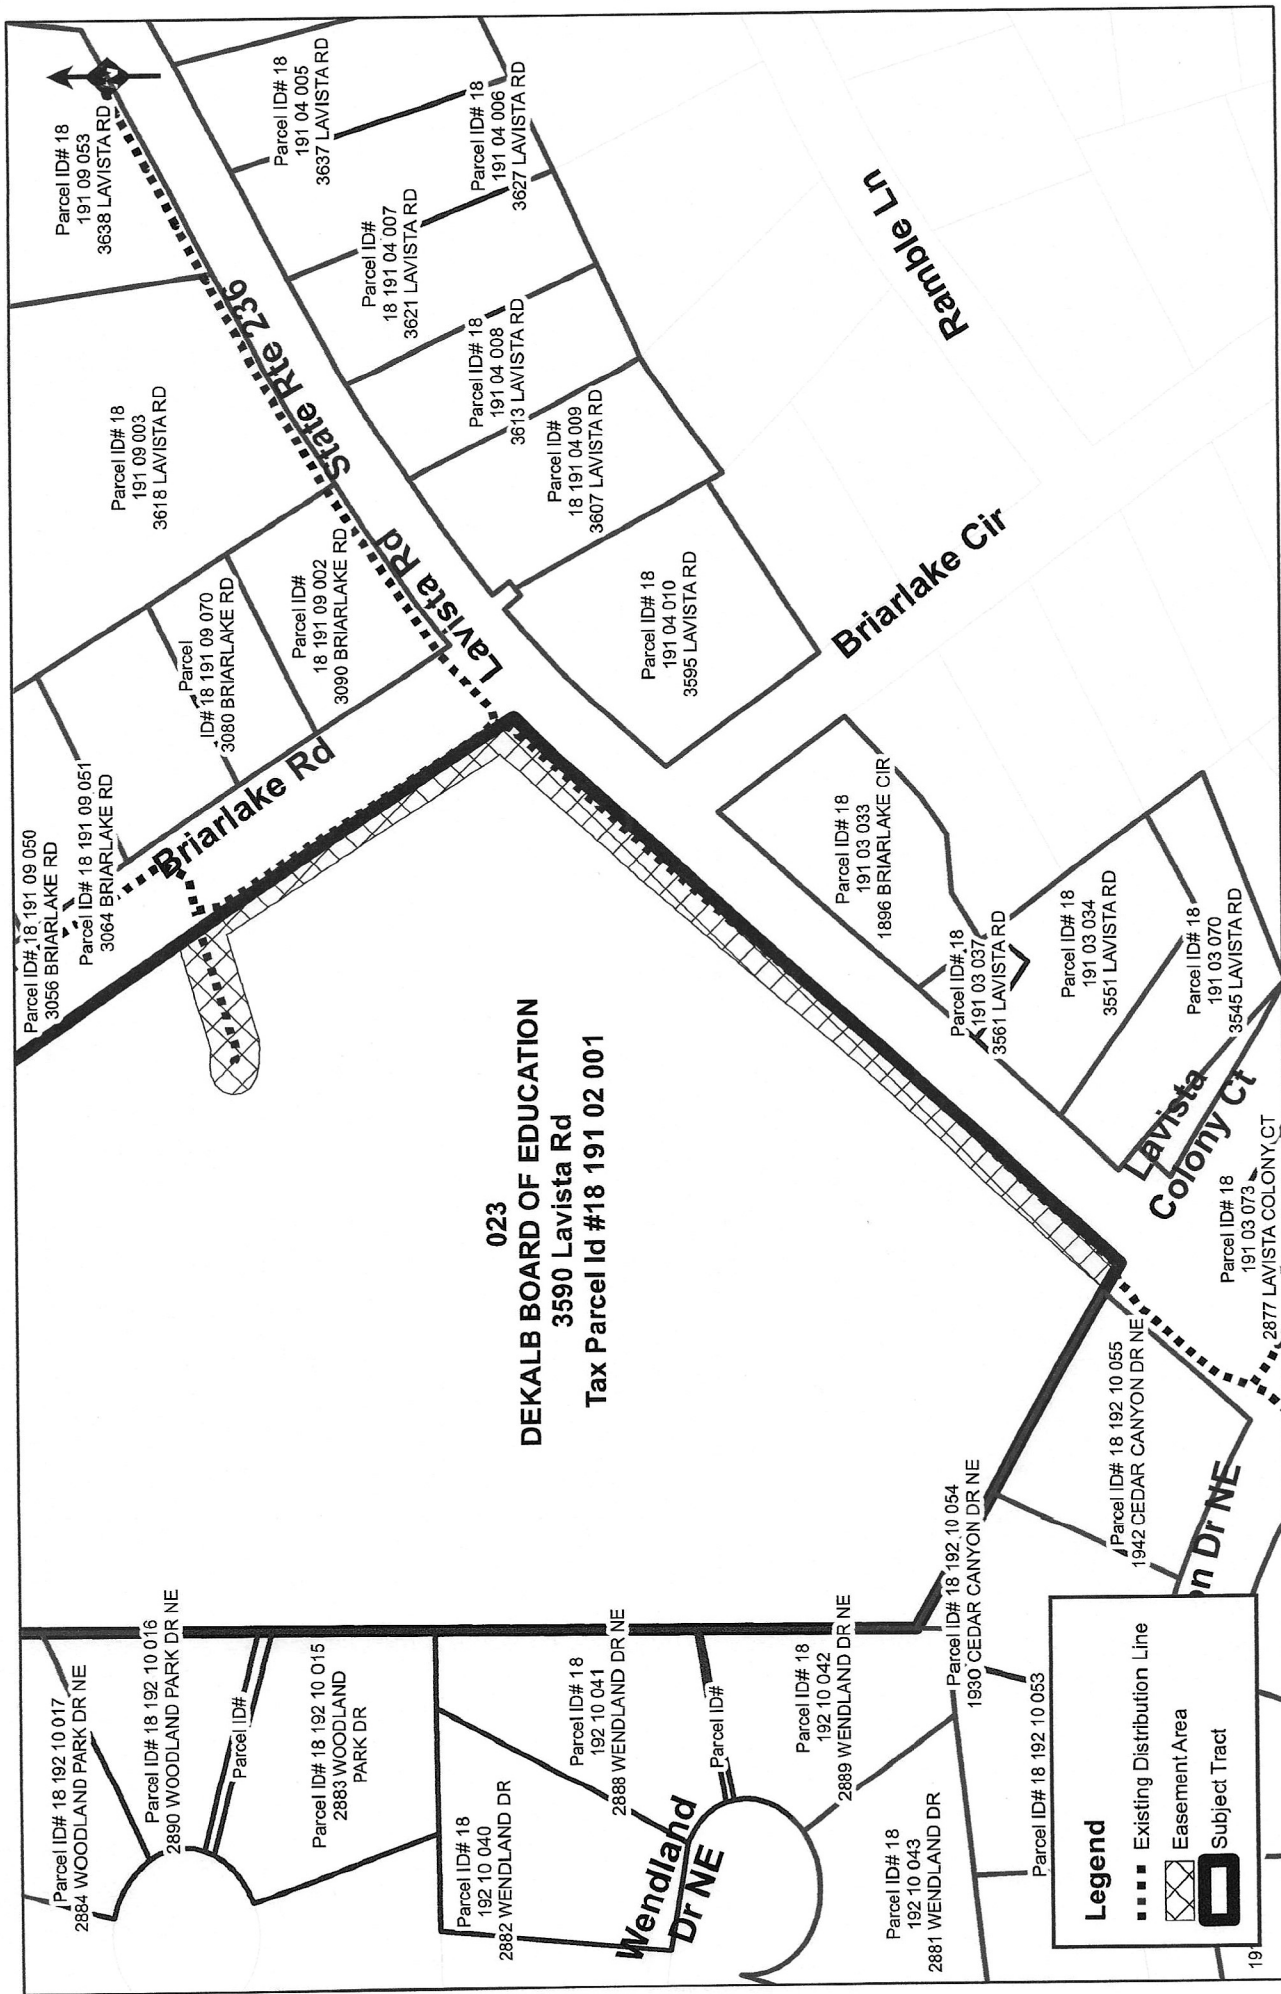 Parcel ID# 18 192 10 017
2884 WOODLAND PARK DR NE
Parcel ID# 18 192 10 016
2890 WOODLAND PARK DR NE
Parcel ID#
Parcel ID# 18 192 10 015
2883 WOODLAND
PARK DR
Parcel ID# 18
192 10 040
2882 WENDLAND DR
Parcel ID# 18
192 10 041
2888 WENDLAND DR NE
Wendland
Dr NE
Parcel ID#
Parcel ID# 18
192 10 042
2889 WENDLAND DR NE
Parcel ID# 18
192 10 043
2881 WENDLAND DR
Parcel ID# 18 192 10 054
1930 CEDAR CANYON DR NE
Parcel ID# 18 192 10 053
Parcel ID# 18 192 10 055
1942 CEDAR CANYON DR NE
on Dr NE
023
DEKALB BOARD OF EDUCATION
3590 Lavista Rd
Tax Parcel Id #18 191 02 001
Parcel ID# 18 191 09 050
3056 BRIARLAKE RD
Parcel ID# 18 191 09 051
3064 BRIARLAKE RD
Briarlake Rd
Parcel
ID# 18 191 09 070
3080 BRIARLAKE RD
Parcel ID#
18 191 09 002
3090 BRIARLAKE RD
Parcel ID# 18
191 09 003
3618 LAVISTA RD
Parcel ID# 18
191 09 053
3638 LAVISTA RD
State Rte 236
Lavista Rd
Parcel ID# 18
191 04 005
3637 LAVISTA RD
Parcel ID# 18
191 04 006
3627 LAVISTA RD
Parcel ID#
18 191 04 007
3621 LAVISTA RD
Parcel ID# 18
191 04 008
3613 LAVISTA RD
Parcel ID#
18 191 04 009
3607 LAVISTA RD
Parcel ID# 18
191 04 010
3595 LAVISTA RD
Ramble Ln
Briarlake Cir
Parcel ID# 18
191 03 033
1896 BRIARLAKE CIR
Parcel ID# 18
191 03 037
3561 LAVISTA RD
Parcel ID# 18
191 03 034
3551 LAVISTA RD
Parcel ID# 18
191 03 070
3545 LAVISTA RD
Lavista
Colony Ct
Parcel ID# 18
191 03 073
2877 LAVISTA COLONY CT
Legend
Existing Distribution Line
Easement Area
Subject Tract